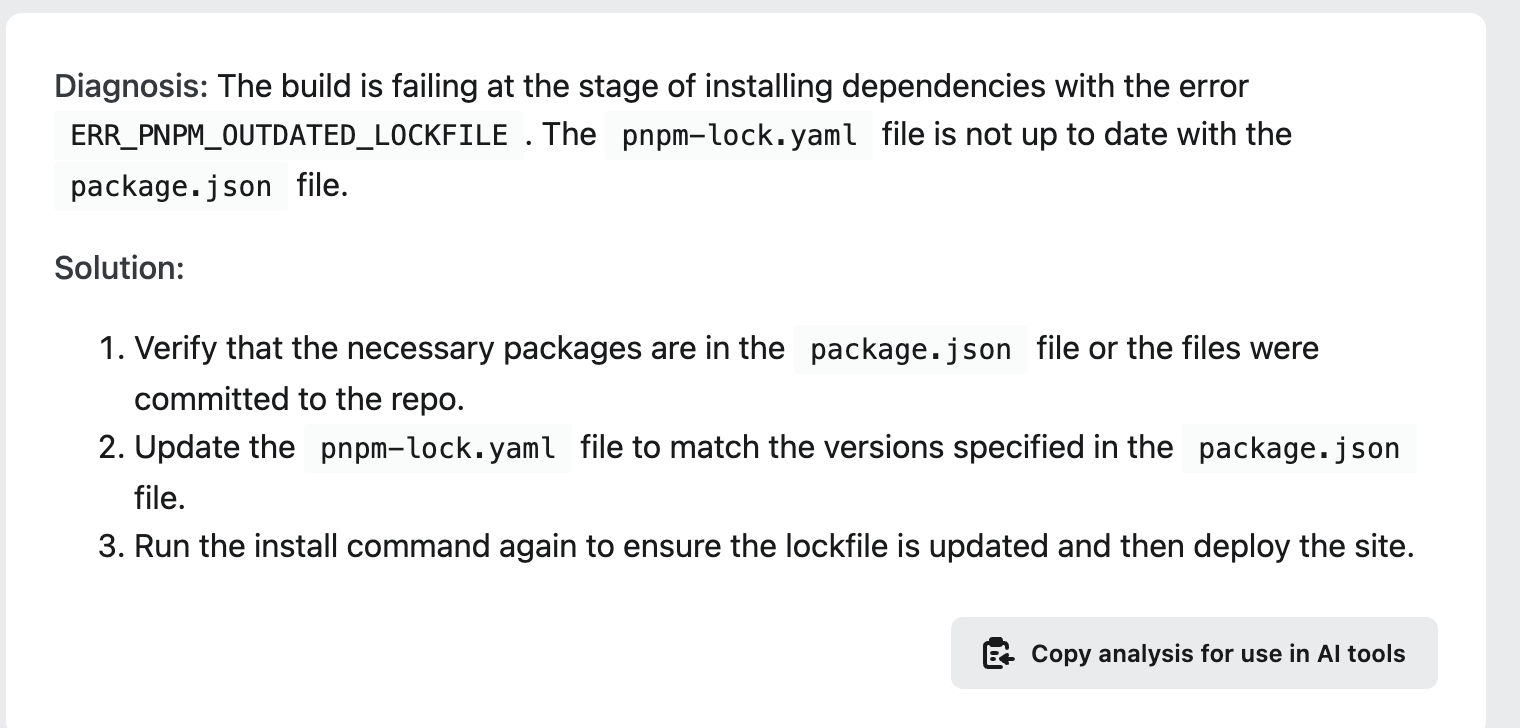 Diagnosis: The build is failing at the stage of installing dependencies with the error
ERR_PNPM_OUTDATED_LOCKFILE . The pnpm-lock.yaml file is not up to date with the
package.json file.
Solution:
1. Verify that the necessary packages are in the package.json file or the files were
committed to the repo.
2. Update the pnpm-lock.yaml file to match the versions specified in the package.json
file.
3. Run the install command again to ensure the lockfile is updated and then deploy the site.
Copy analysis for use in AI tools